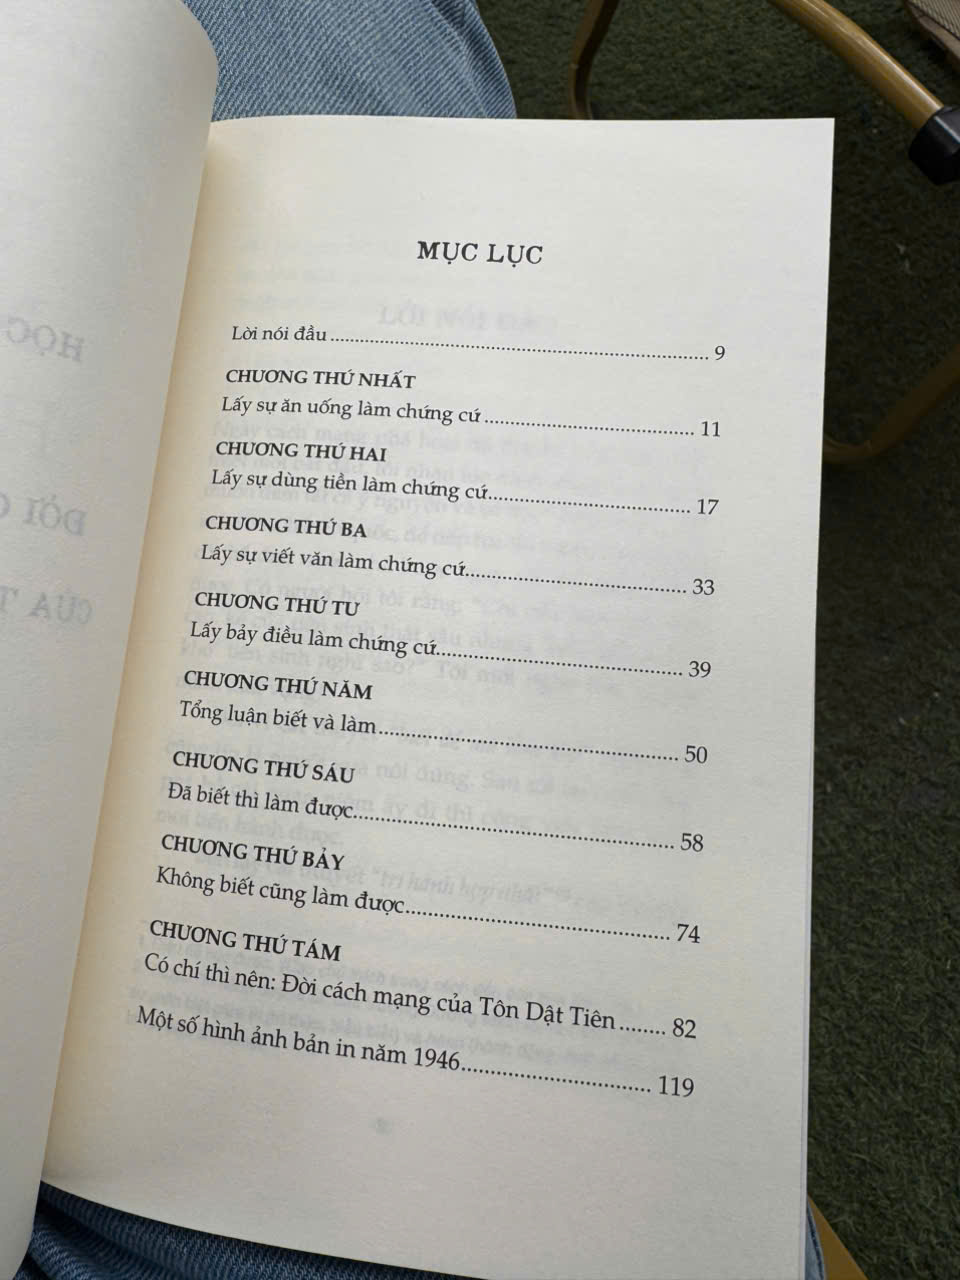 MỤC LỤC
Lời nói đầu ........ 9
CHƯƠNG THỨ NHẤT
Lấy sự ăn uống làm chứng cứ ........ 11
CHƯƠNG THỨ HAI
Lấy sự dùng tiền làm chứng cứ ........ 17
CHƯƠNG THỨ BA
Lấy sự viết văn làm chứng cứ ........ 33
CHƯƠNG THỨ TƯ
Lấy bảy điều làm chứng cứ ........ 39
CHƯƠNG THỨ NĂM
Tổng luận biết và làm ........ 50
CHƯƠNG THỨ SÁU
Đã biết thì làm được ........ 58
CHƯƠNG THỨ BẢY
Không biết cũng làm được ........ 74
CHƯƠNG THỨ TÁM
Có chí thì nên: Đời cách mạng của Tôn Dật Tiên ........ 82
Một số hình ảnh bản in năm 1946 ........ 119